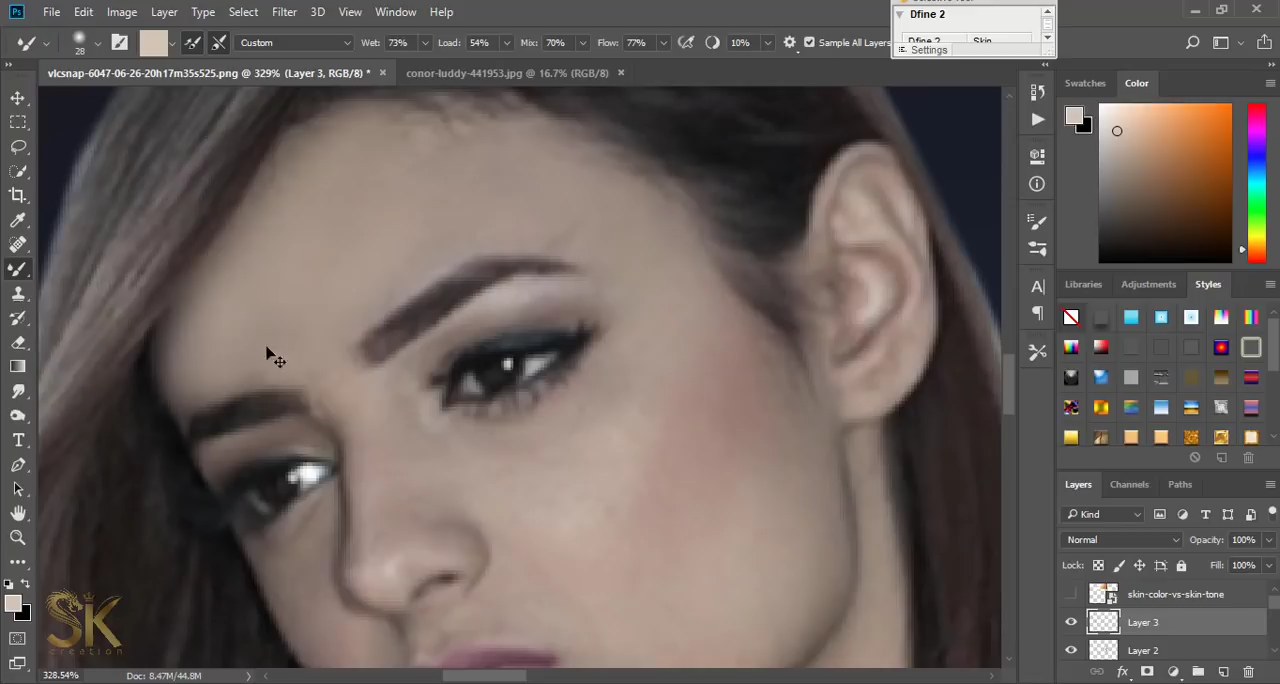 Ps File Edit Image Layer Type Select Filter 3D View Window Help
Dfine 2
Settings
28 Custom Wet: 73% Load: 54% Mix: 70% Flow: 77% 10% Sample All Layers
vlcsnap-6047-06-26-20h17m35s525.png @ 329% (Layer 3, RGB/8) * × conor-luddy-441953.jpg @ 16.7% (RGB/8) ×
Swatches Color
Libraries Adjustments Styles
Layers Channels Paths
Kind
Normal Opacity: 100%
Lock: Fill: 100%
skin-color-vs-skin-tone
Layer 3
Layer 2
SK
creation
328.54% Doc: 8.47M/44.8M